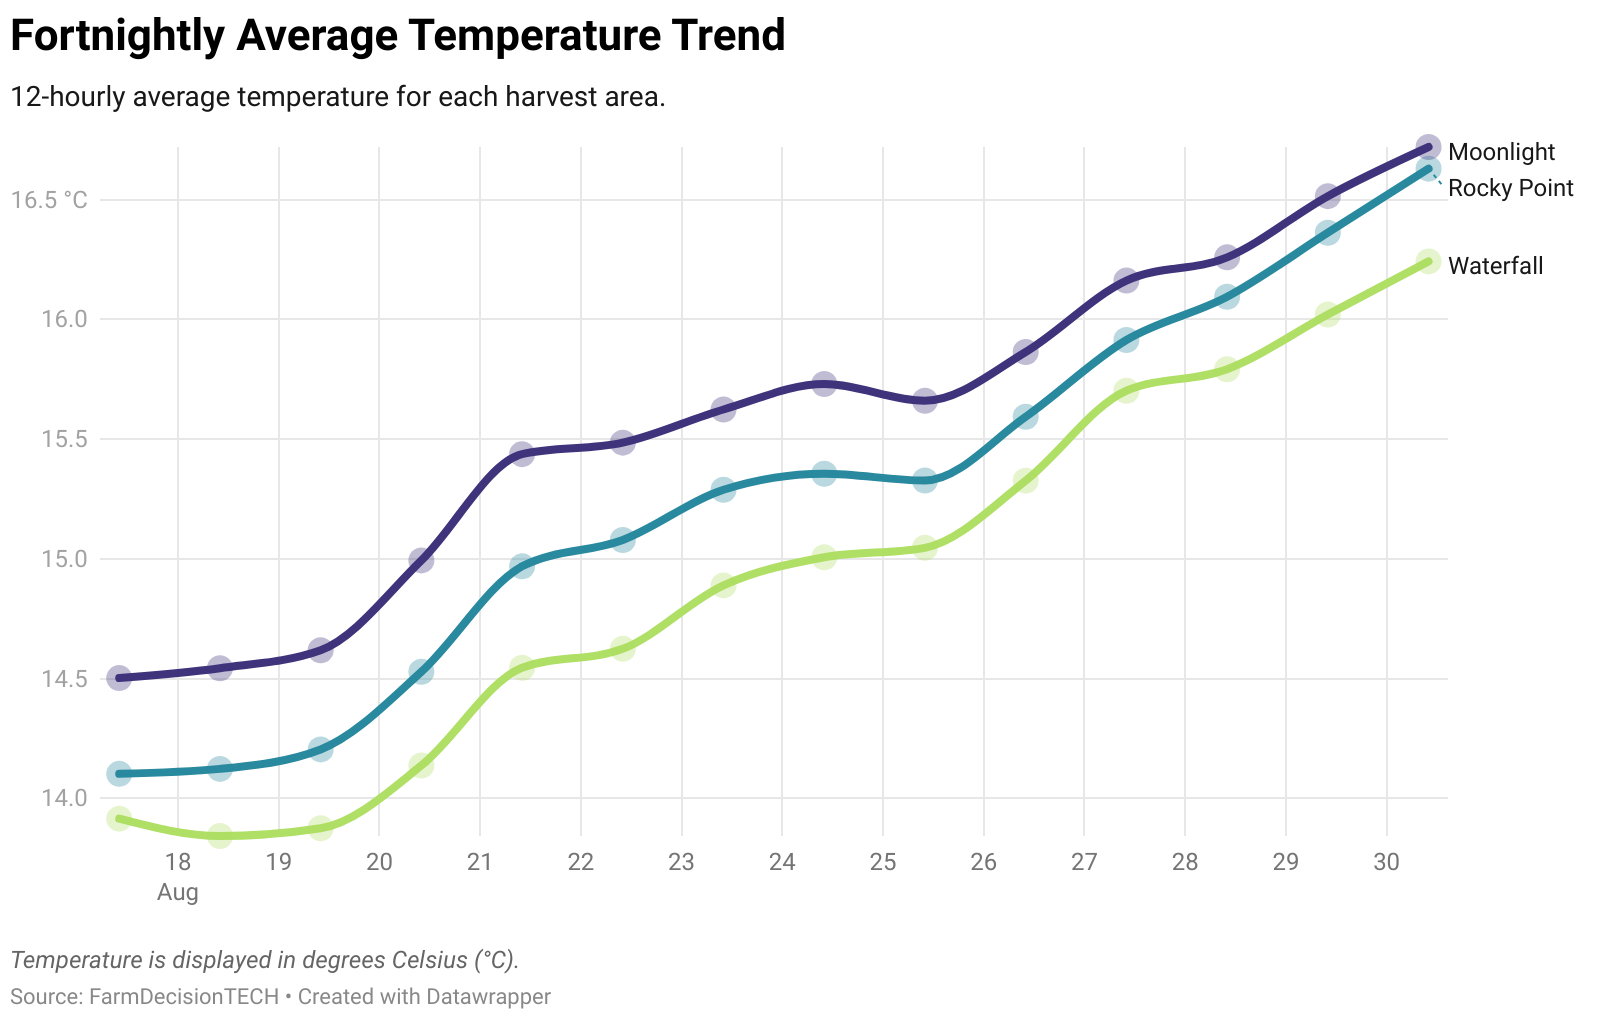 Fortnightly Average Temperature Trend
12-hourly average temperature for each harvest area.
Moonlight
Rocky Point
Waterfall
16.5 °C
16.0
15.5
15.0
14.5
14.0
18 19 20 21 22 23 24 25 26 27 28 29 30
Aug
Temperature is displayed in degrees Celsius (°C).
Source: FarmDecisionTECH • Created with Datawrapper